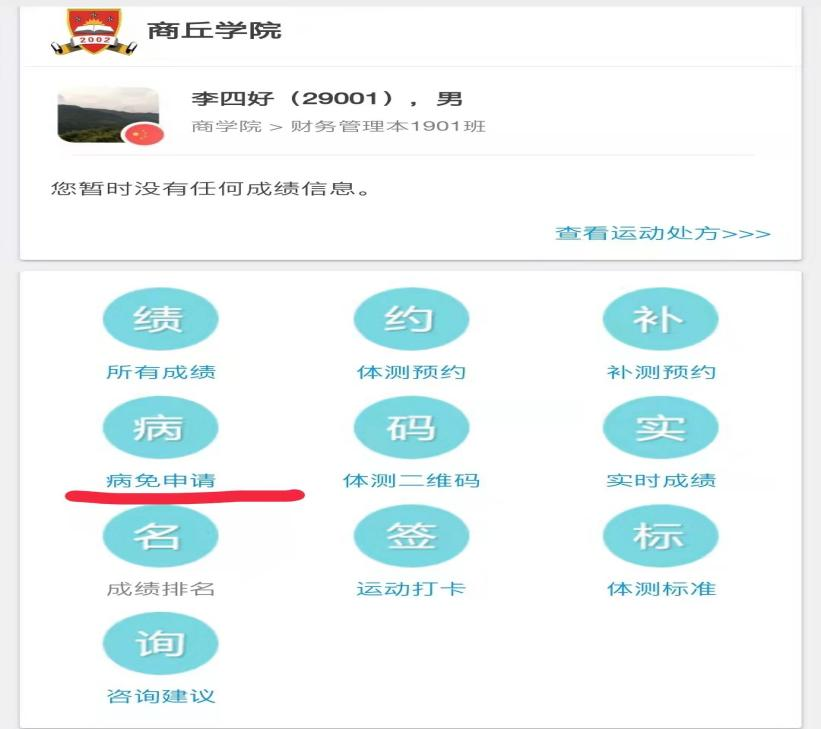 2002
商丘学院
李四好（29001），男
商学院 > 财务管理本1901班
您暂时没有任何成绩信息。
查看运动处方>>>
绩 约 补
所有成绩 体测预约 补测预约
病 码 实
病免申请 体测二维码 实时成绩
名 签 标
成绩排名 运动打卡 体测标准
询
咨询建议